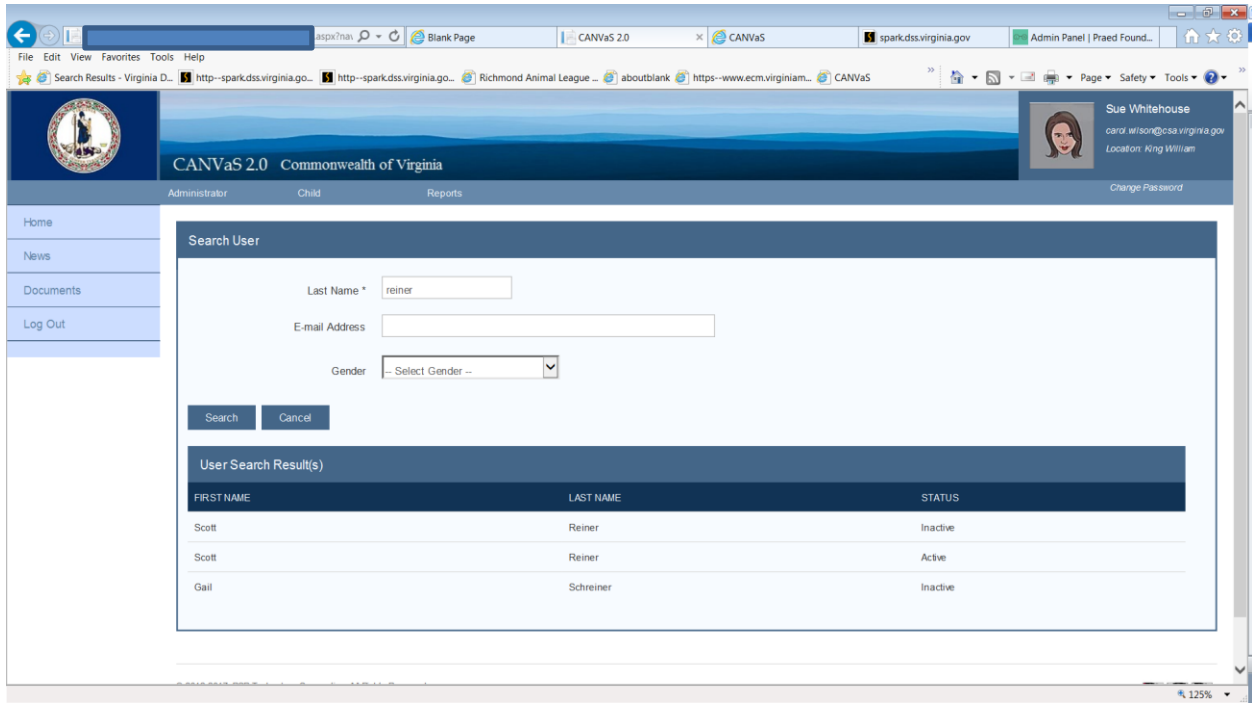 .aspx?nav
Blank Page
CANVaS 2.0
CANVaS
spark.dss.virginia.gov
Admin Panel | Praed Found...
File Edit View Favorites Tools Help
Search Results - Virginia D...
http--spark.dss.virginia.go...
http--spark.dss.virginia.go...
Richmond Animal League ...
aboutblank
https--www.ecm.virginiam...
CANVaS
Page
Safety
Tools
Sue Whitehouse
carol.wilson@csa.virginia.gov
Location: King William
CANVaS 2.0 Commonwealth of Virginia
Administrator Child Reports
Change Password
Home
News
Documents
Log Out
Search User
Last Name * reiner
E-mail Address
Gender -- Select Gender --
Search Cancel
User Search Result(s)
FIRST NAME LAST NAME STATUS
Scott Reiner Inactive
Scott Reiner Active
Gail Schreiner Inactive
125%